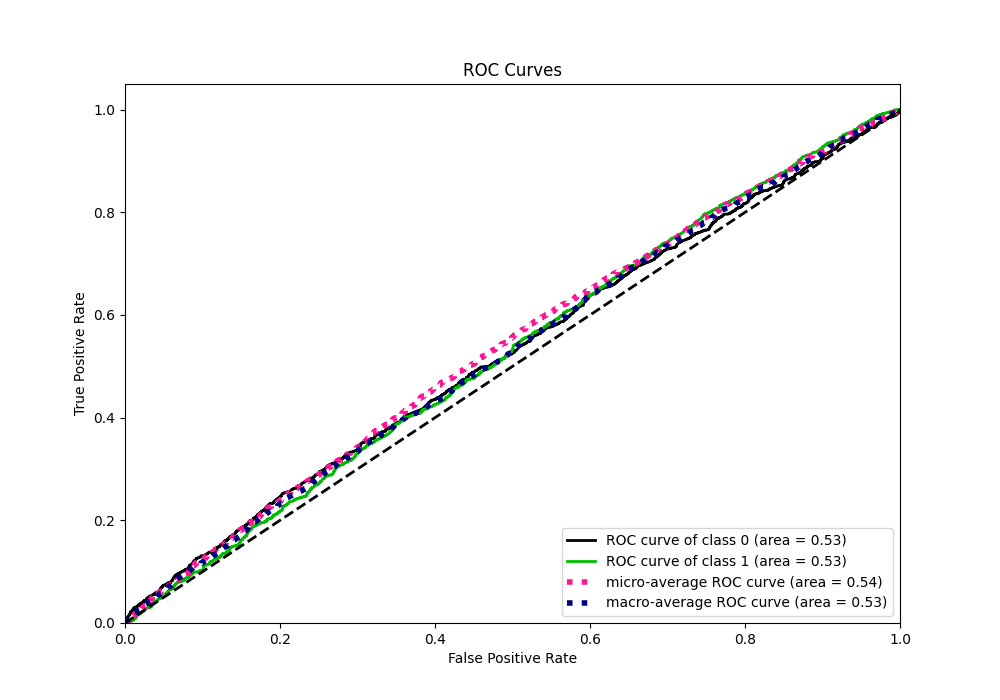 ROC Curves
True Positive Rate
1.0
0.8
0.6
0.4
0.2
0.0
0.0 0.2 0.4 0.6 0.8 1.0
False Positive Rate
ROC curve of class 0 (area = 0.53)
ROC curve of class 1 (area = 0.53)
micro-average ROC curve (area = 0.54)
macro-average ROC curve (area = 0.53)